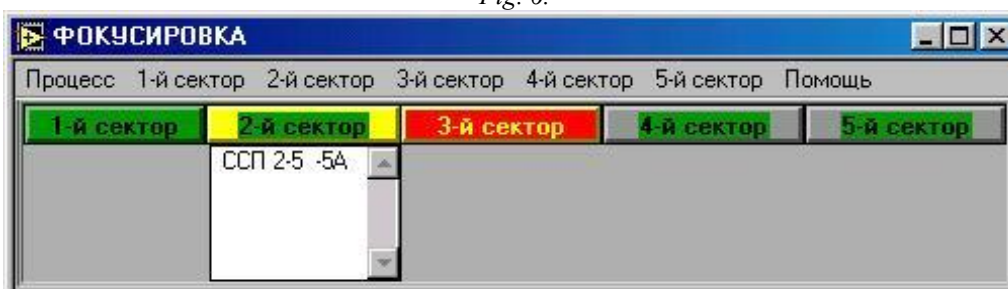 Fig. 6.
ФОКУСИРОВКА
Процесс 1-й сектор 2-й сектор 3-й сектор 4-й сектор 5-й сектор Помощь
1-й сектор 2-й сектор 3-й сектор 4-й сектор 5-й сектор
ССП 2-5 -5А